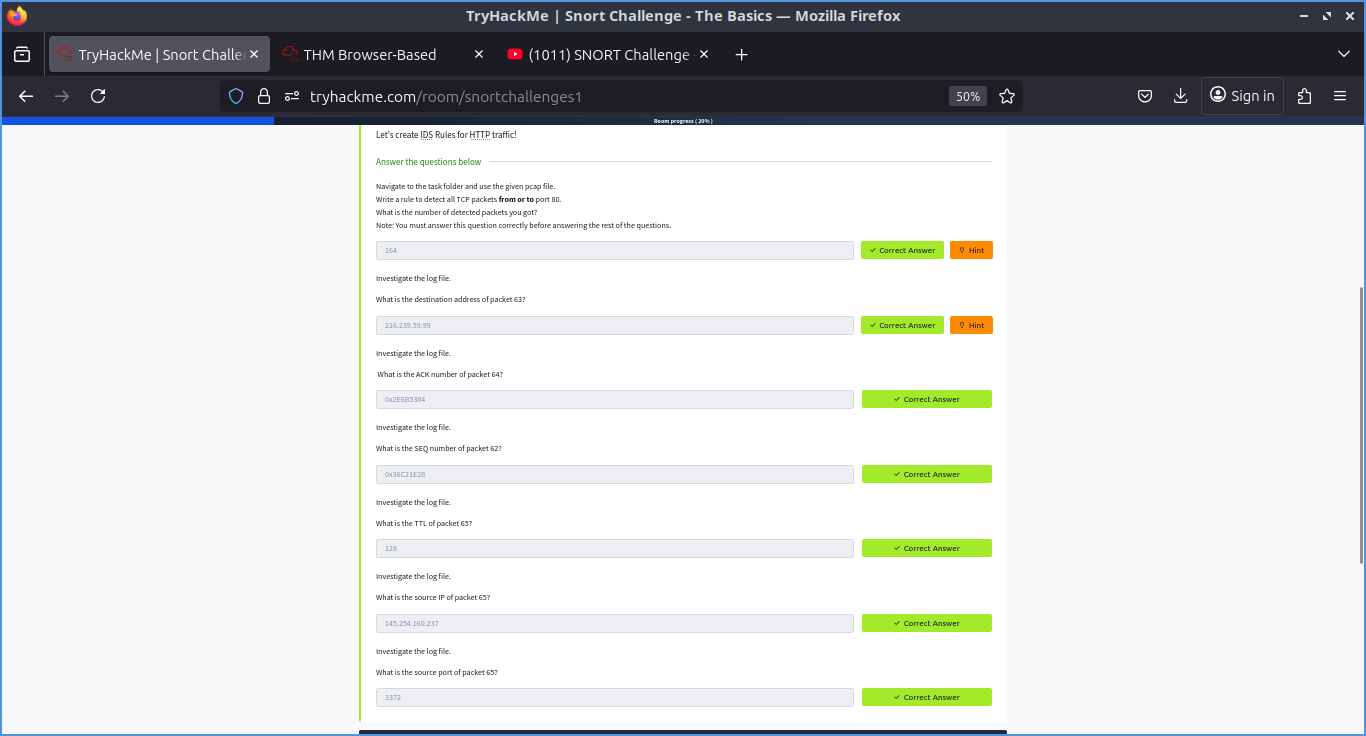 TryHackMe | Snort Challenge - The Basics — Mozilla Firefox
TryHackMe | Snort Challe
THM Browser-Based
(1011) SNORT Challenge -
tryhackme.com/room/snortchallenges1
50%
Sign in
Room progress ( 20% )
Let's create IDS Rules for HTTP traffic!
Answer the questions below
Navigate to the task folder and use the given pcap file.
Write a rule to detect all TCP packets from or to port 80.
What is the number of detected packets you got?
Note: You must answer this question correctly before answering the rest of the questions.
164
Correct Answer
Hint
Investigate the log file.
What is the destination address of packet 63?
216.239.59.99
Correct Answer
Hint
Investigate the log file.
What is the ACK number of packet 64?
0x2E6B5384
Correct Answer
Investigate the log file.
What is the SEQ number of packet 62?
0x36C21E28
Correct Answer
Investigate the log file.
What is the TTL of packet 65?
128
Correct Answer
Investigate the log file.
What is the source IP of packet 65?
145.254.160.237
Correct Answer
Investigate the log file.
What is the source port of packet 65?
3372
Correct Answer